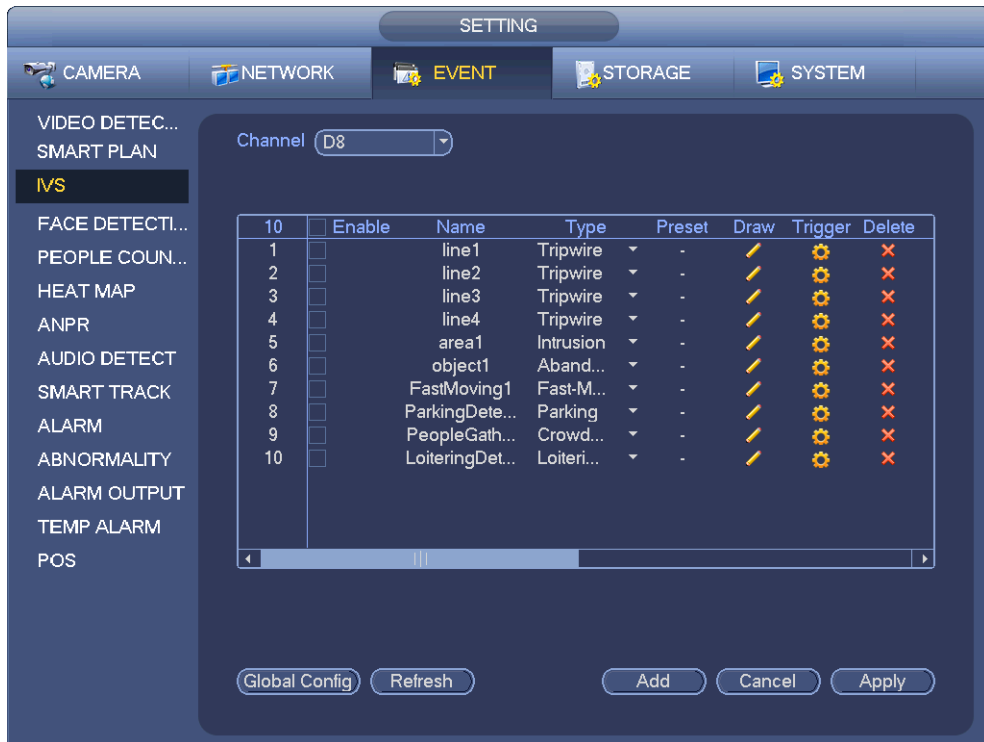 SETTING
CAMERA NETWORK EVENT STORAGE SYSTEM
VIDEO DETEC...
SMART PLAN
IVS
FACE DETECTI...
PEOPLE COUN...
HEAT MAP
ANPR
AUDIO DETECT
SMART TRACK
ALARM
ABNORMALITY
ALARM OUTPUT
TEMP ALARM
POS
Channel D8
10 Enable Name Type Preset Draw Trigger Delete
1 line1 Tripwire -
2 line2 Tripwire -
3 line3 Tripwire -
4 line4 Tripwire -
5 area1 Intrusion -
6 object1 Aband... -
7 FastMoving1 Fast-M... -
8 ParkingDete... Parking -
9 PeopleGath... Crowd... -
10 LoiteringDet... Loiteri... -
Global Config Refresh Add Cancel Apply